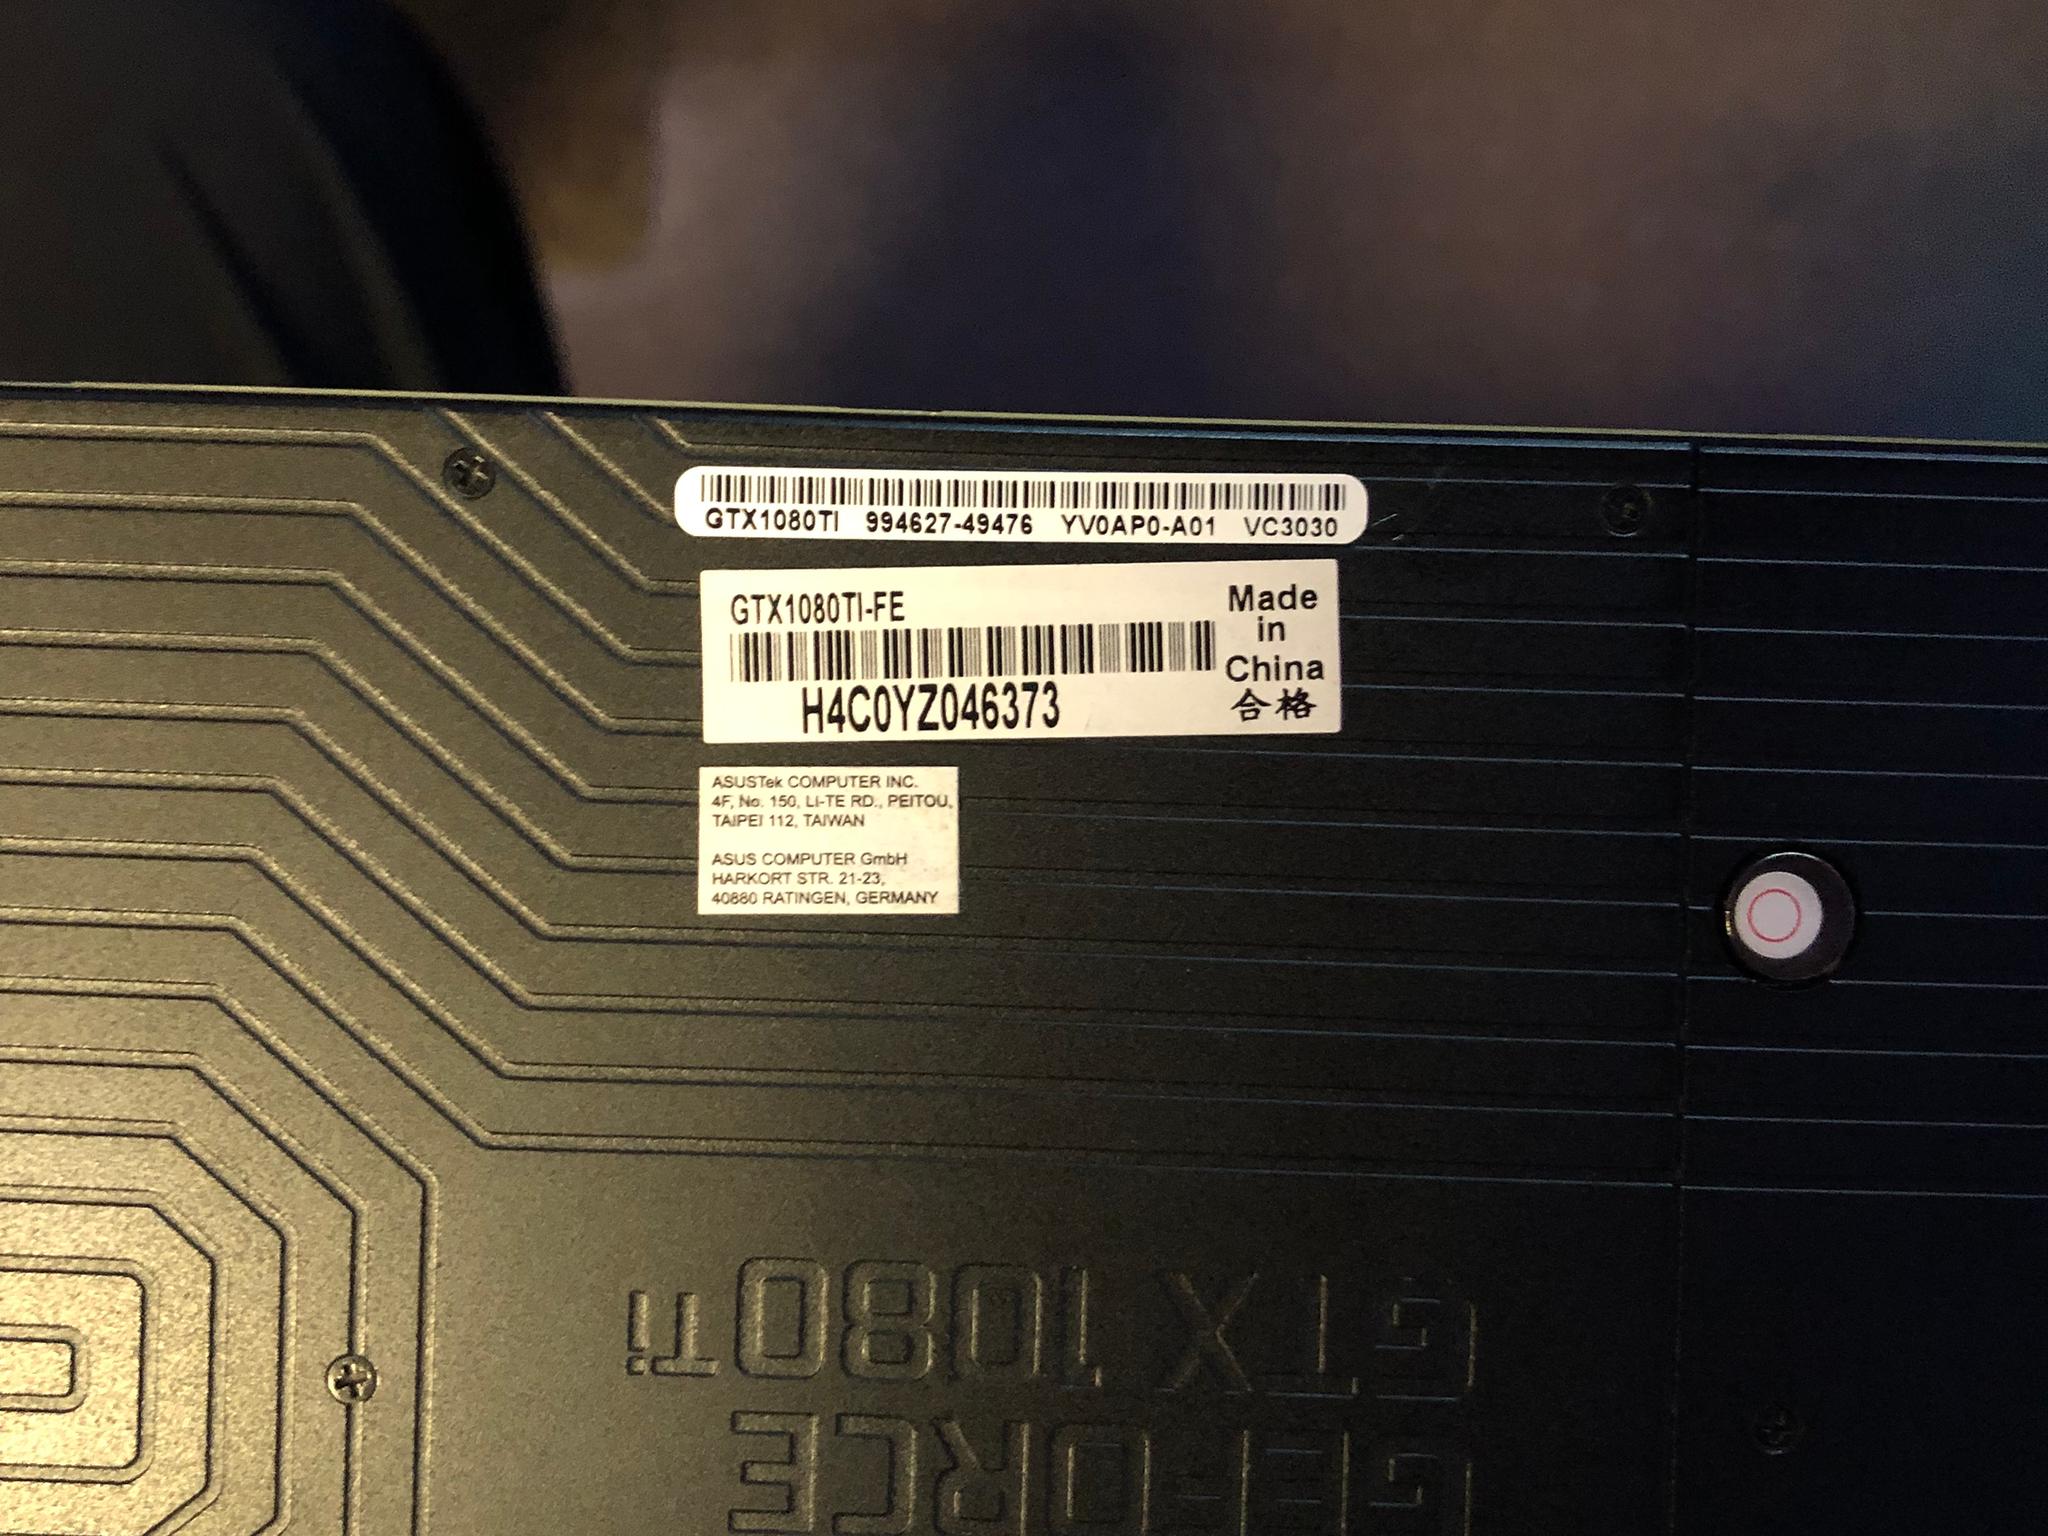 GTX1080TI 994627-49476 YV0AP0-A01 VC3030
GTX1080TI-FE
H4C0YZ046373
Made
in
China
合格
ASUSTek COMPUTER INC.
4F, No. 150, LI-TE RD., PEITOU,
TAIPEI 112, TAIWAN
ASUS COMPUTER GmbH
HARKORT STR. 21-23,
40880 RATINGEN, GERMANY
GEFORCE
GTX 1080Ti